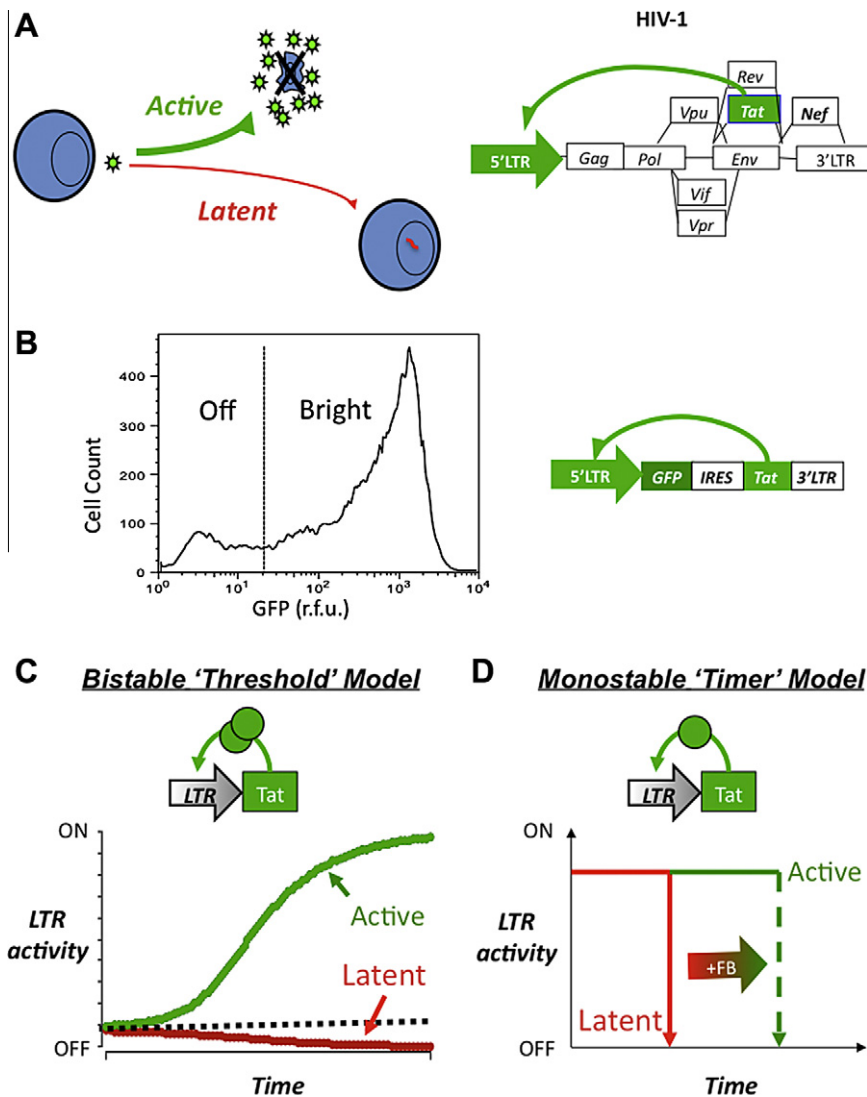 A
HIV-1
Active
Latent
Rev
Vpu
Tat
Nef
5'LTR
Gag
Pol
Env
3'LTR
Vif
Vpr
B
400
300
200
100
0
Cell Count
Off
Bright
10⁰
10¹
10²
10³
10⁴
GFP (r.f.u.)
5'LTR
GFP
IRES
Tat
3'LTR
C
Bistable 'Threshold' Model
LTR
Tat
ON
LTR
activity
OFF
Active
Latent
Time
D
Monostable 'Timer' Model
LTR
Tat
ON
LTR
activity
OFF
Active
+FB
Latent
Time